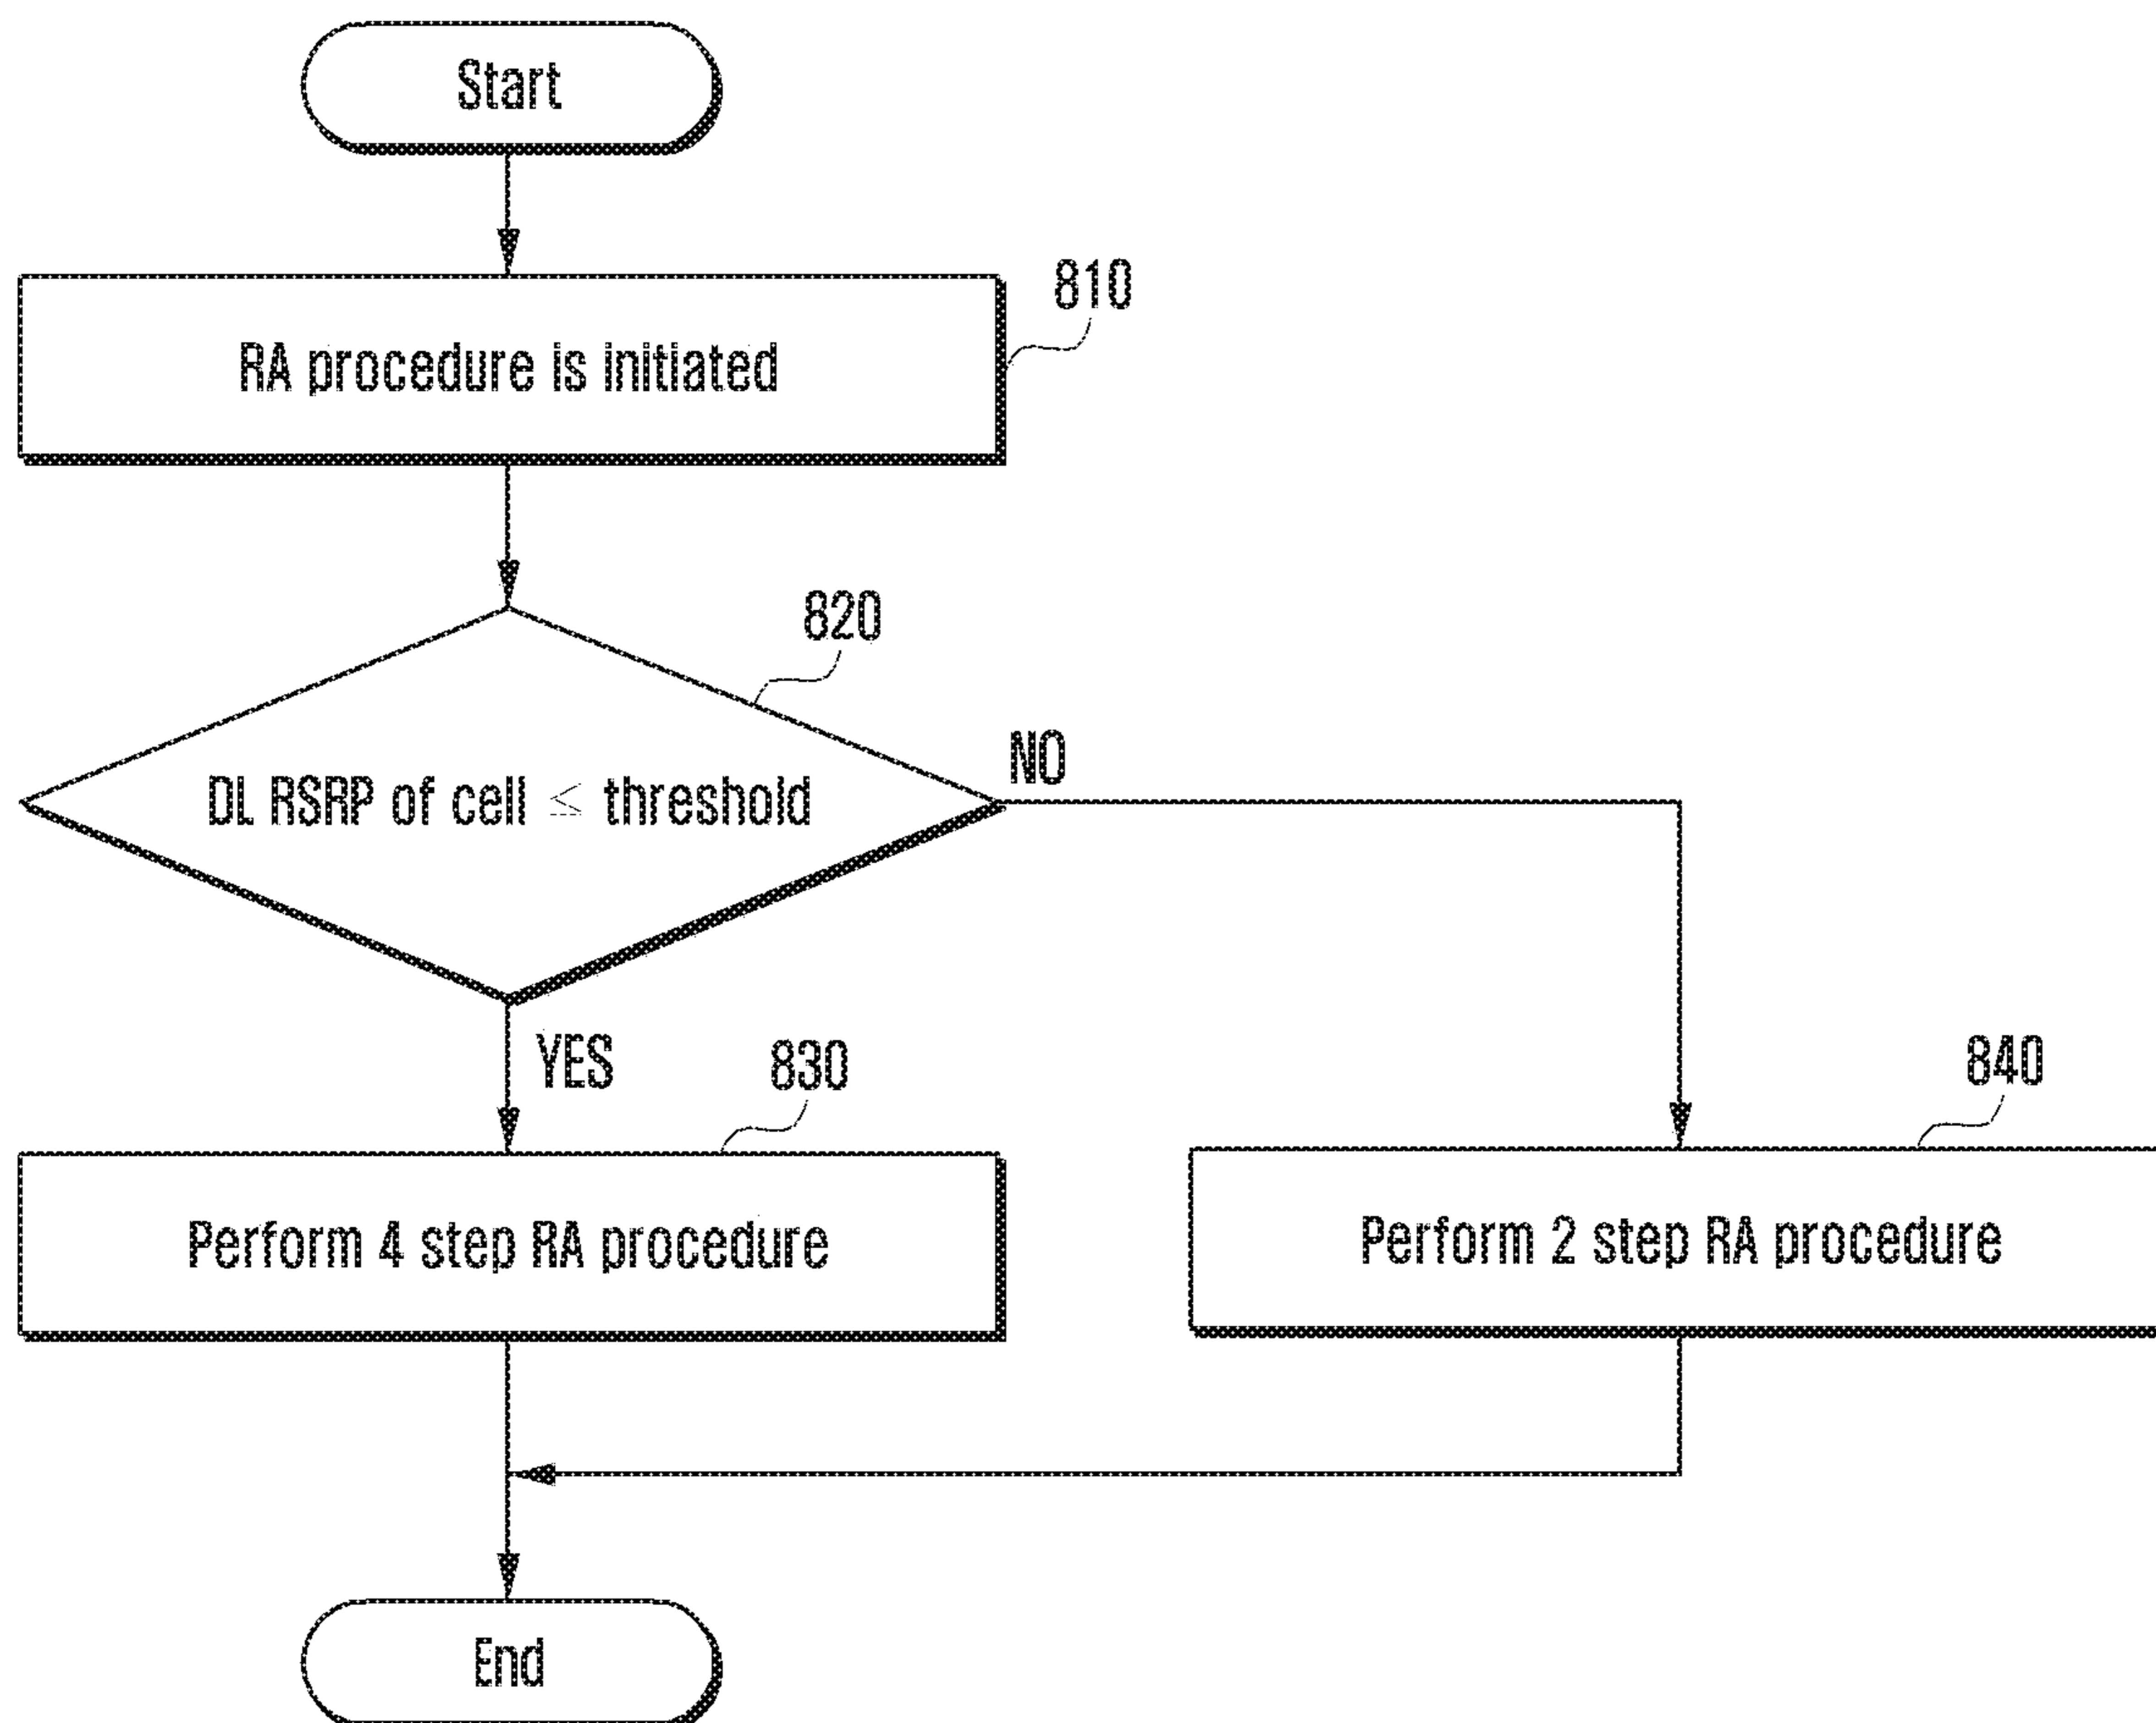 Start
810
RA procedure is initiated
820
NO
DL RSRP of cell ≤ threshold
YES
830
840
Perform 4 step RA procedure
Perform 2 step RA procedure
End